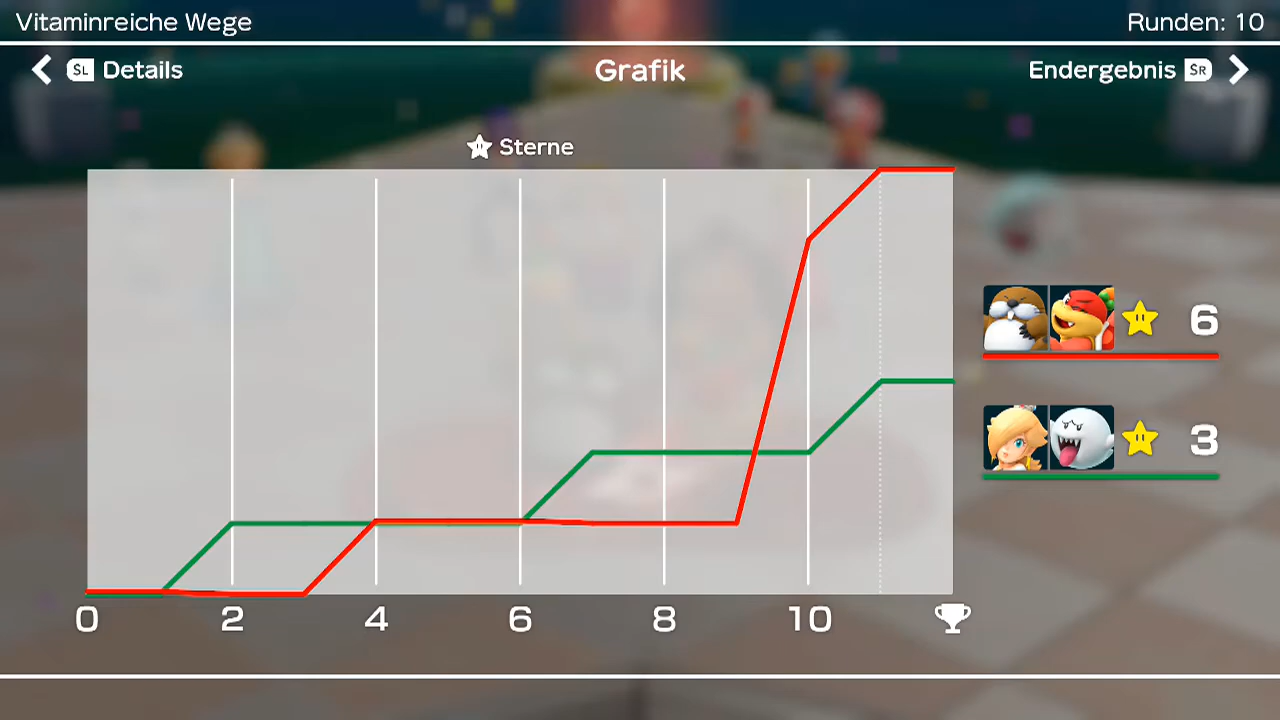 Vitaminreiche Wege
Runden: 10
SL Details
Grafik
Endergebnis SR
Sterne
6
3
0 2 4 6 8 10